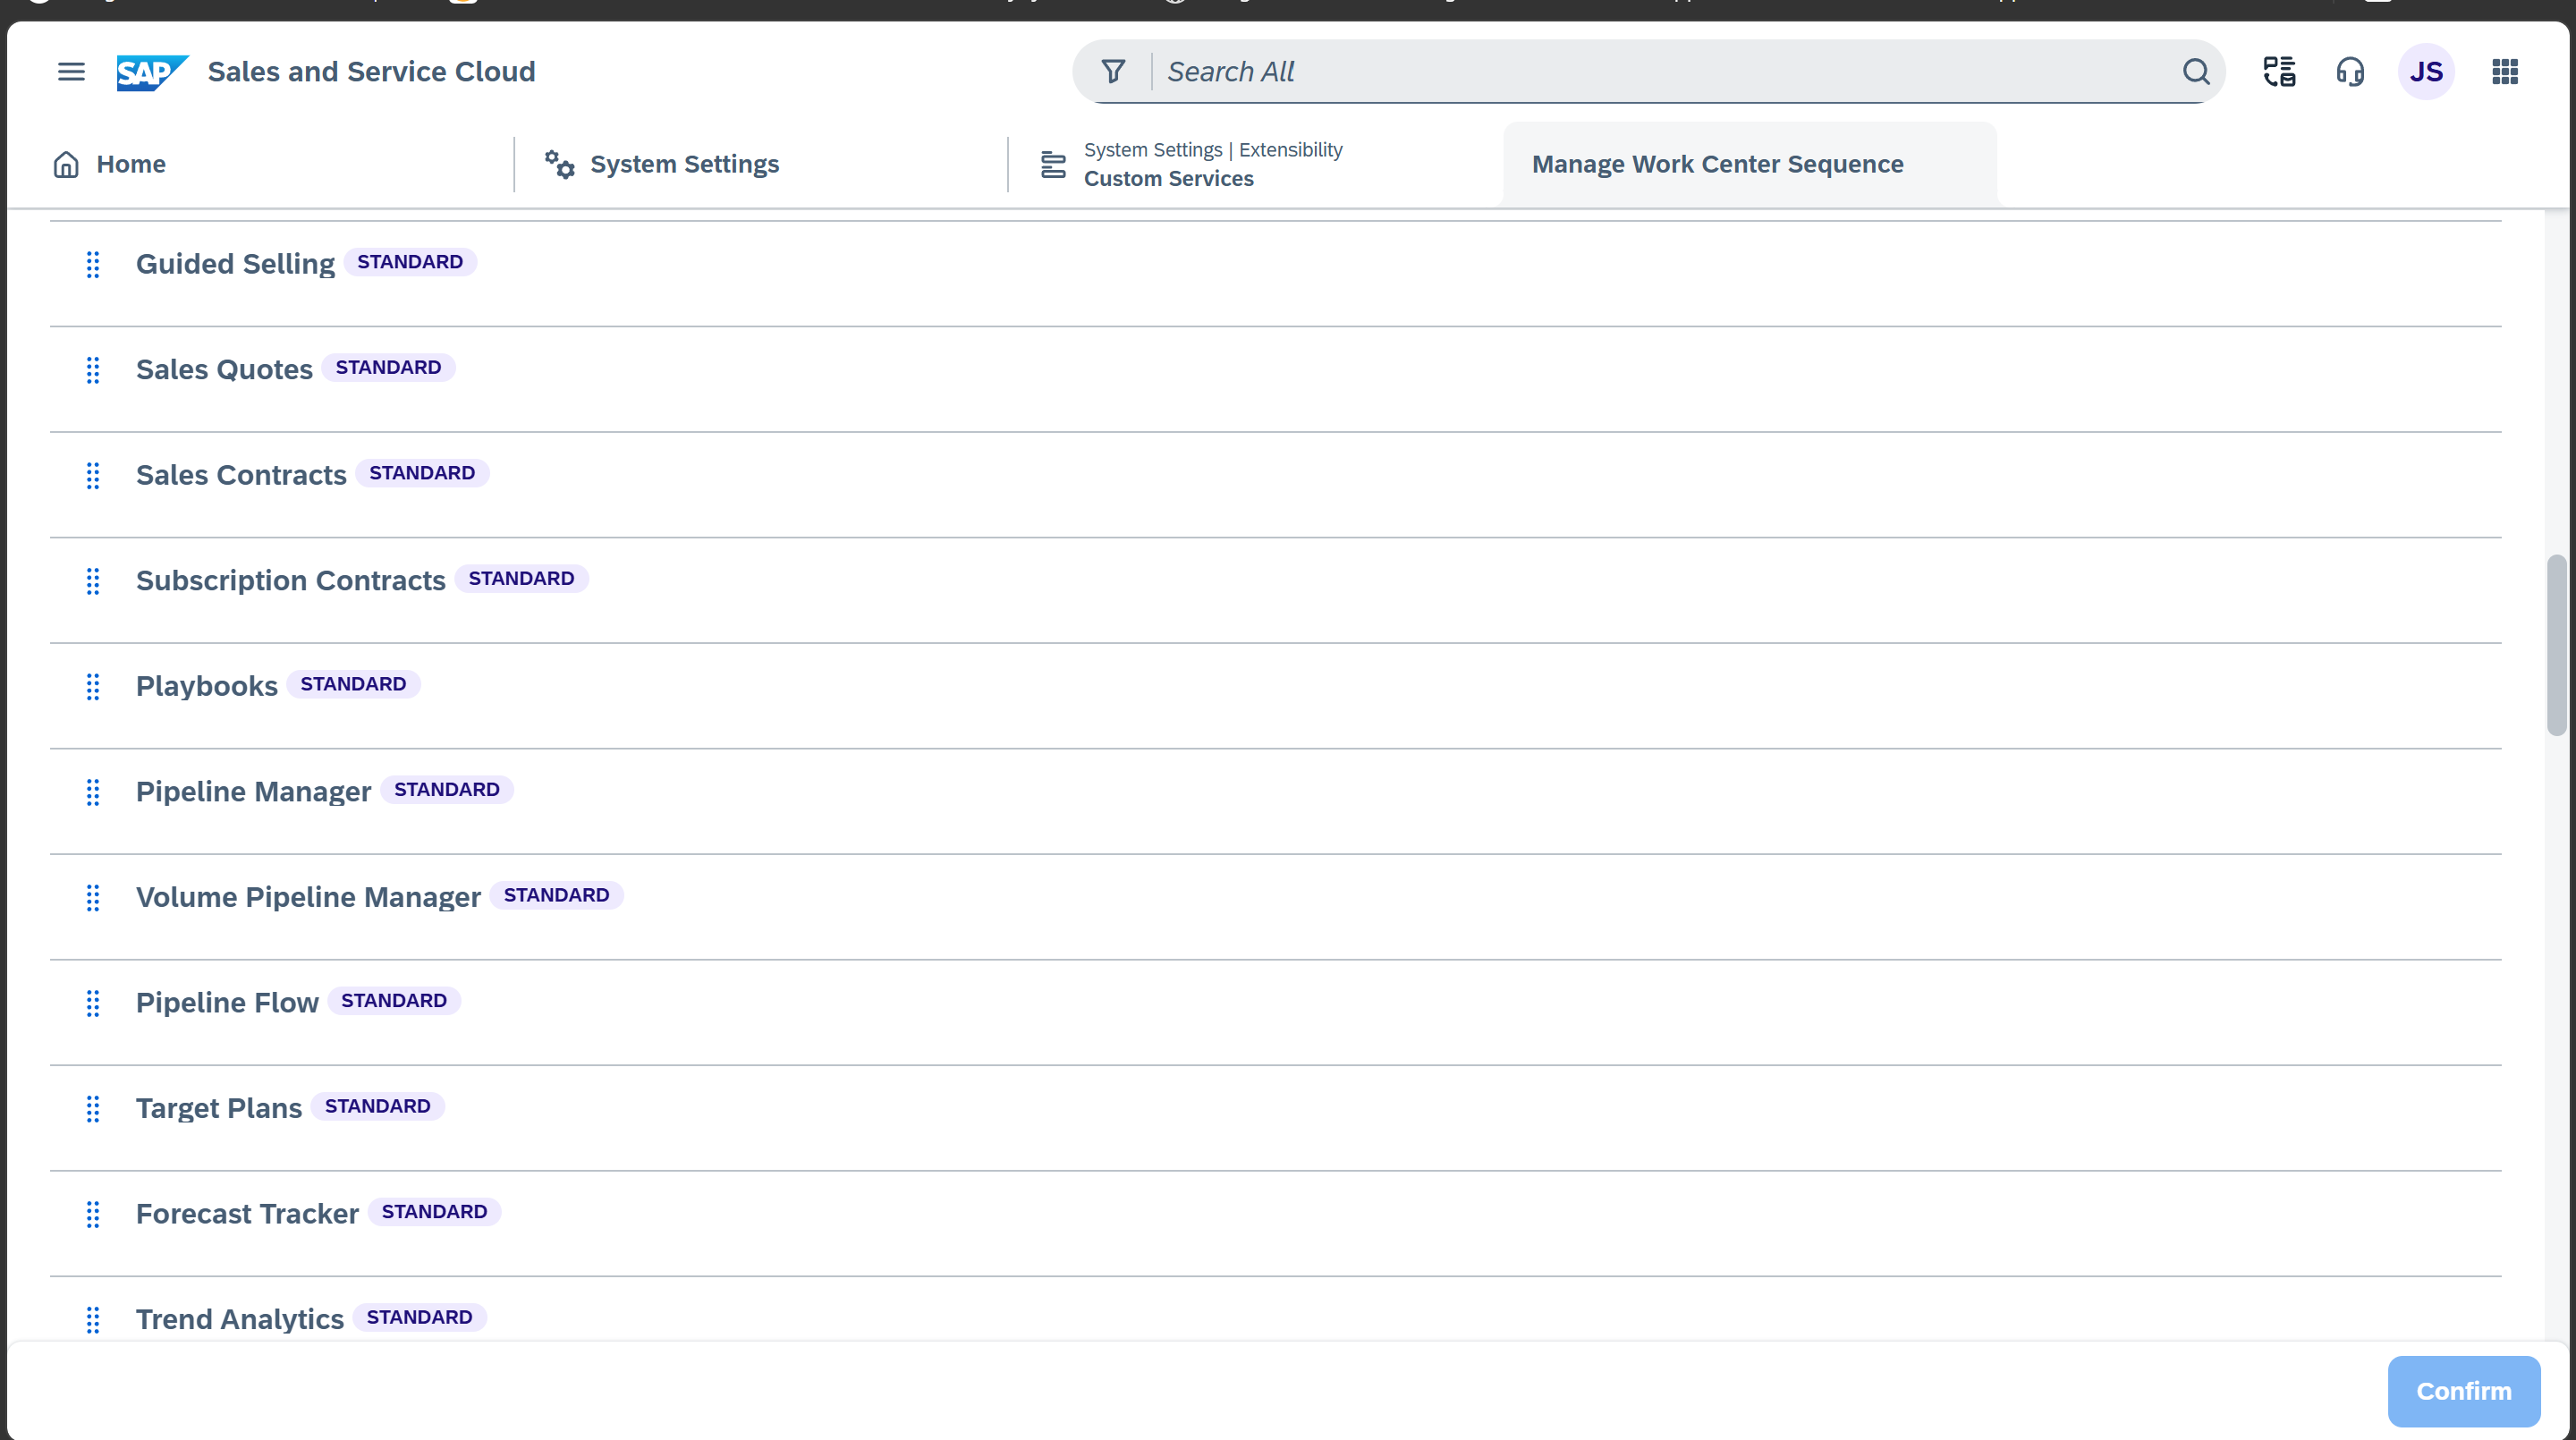 SAP Sales and Service Cloud
Search All
JS
Home
System Settings
System Settings | Extensibility
Custom Services
Manage Work Center Sequence
Guided Selling STANDARD
Sales Quotes STANDARD
Sales Contracts STANDARD
Subscription Contracts STANDARD
Playbooks STANDARD
Pipeline Manager STANDARD
Volume Pipeline Manager STANDARD
Pipeline Flow STANDARD
Target Plans STANDARD
Forecast Tracker STANDARD
Trend Analytics STANDARD
Confirm